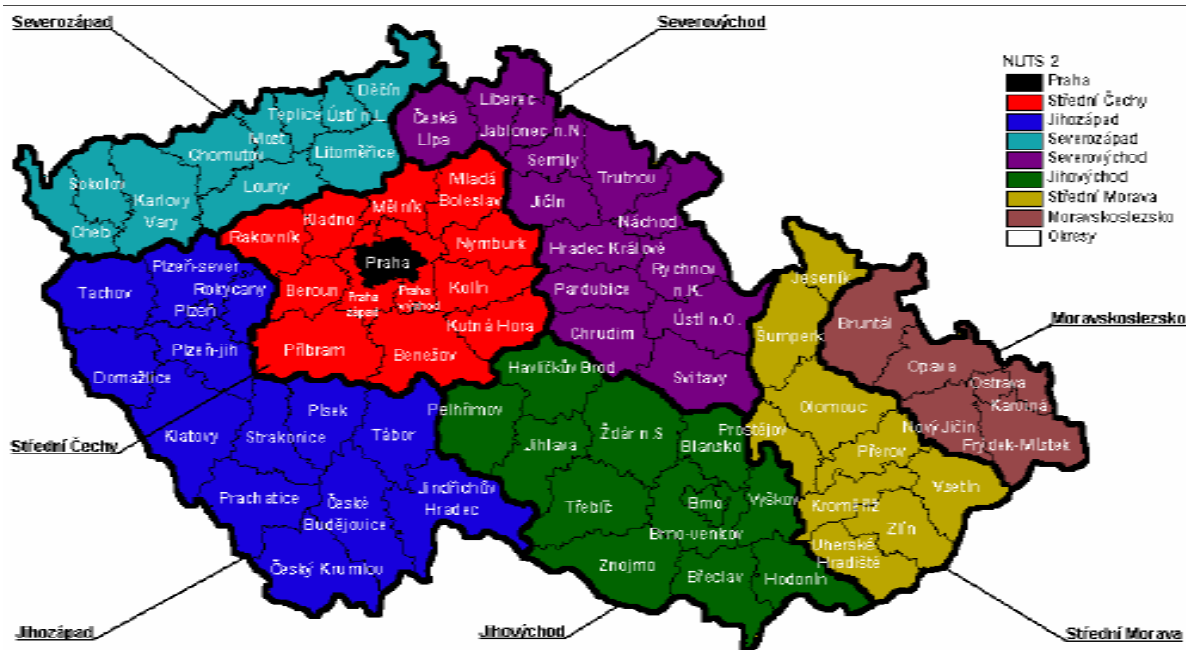 Severozápad
Severovýchod
NUTS 2
Praha
Střední Čechy
Jihozápad
Severozápad
Severovýchod
Jihovýchod
Střední Morava
Moravskoslezsko
Okresy
Děčín
Teplice
Ústí n.L.
Most
Chomutov
Litoměřice
Sokolov
Karlovy
Vary
Louny
Cheb
Česká
Lípa
Liberec
Jablonec n.N.
Semily
Trutnov
Jičín
Náchod
Hradec Králové
Rychnov
n.K.
Pardubice
Ústí n.O.
Chrudim
Svitavy
Mladá
Boleslav
Mělník
Kladno
Rakovník
Nymburk
Praha
Beroun
Praha
západ
Praha
východ
Kolín
Kutná Hora
Příbram
Benešov
Plzeň-sever
Rokycany
Tachov
Plzeň
Plzeň-jih
Domažlice
Klatovy
Písek
Strakonice
Tábor
Prachatice
České
Budějovice
Jindřichův
Hradec
Český Krumlov
Havlíčkův Brod
Pelhřimov
Jihlava
Žďár n.S
Blansko
Třebíč
Brno
Vyškov
Brno-venkov
Znojmo
Břeclav
Hodonín
Jeseník
Šumperk
Olomouc
Prostějov
Přerov
Kroměříž
Vsetín
Zlín
Uherské
Hradiště
Bruntál
Opava
Ostrava
Karviná
Nový Jičín
Frýdek-Místek
Moravskoslezsko
Střední Čechy
Jihozápad
Jihovýchod
Střední Morava